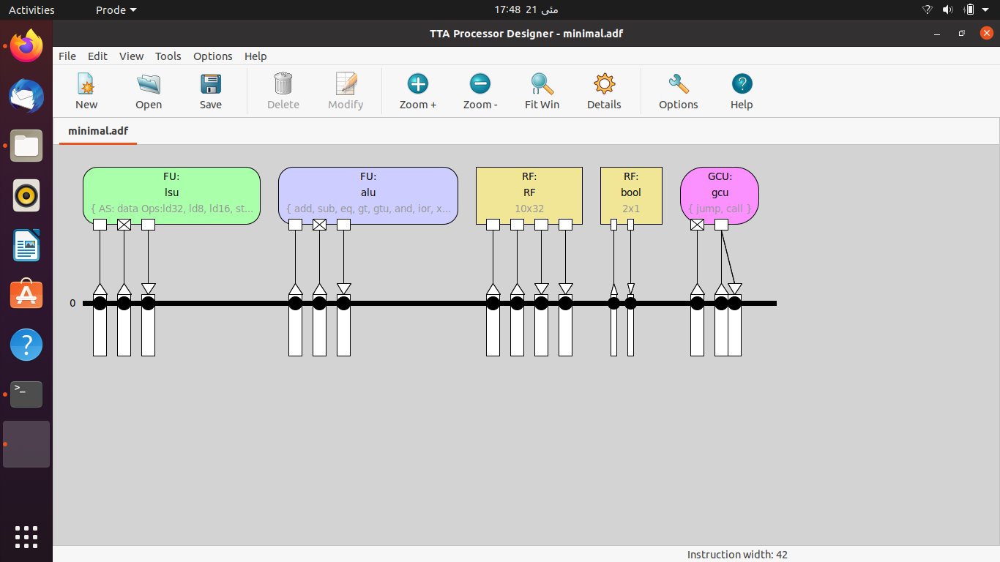 Activities Prode 17:48 21 مئی
TTA Processor Designer - minimal.adf
File Edit View Tools Options Help
New Open Save Delete Modify Zoom + Zoom - Fit Win Details Options Help
minimal.adf
FU: FU: RF: RF: GCU:
lsu alu RF bool gcu
{ AS: data Ops:ld32, ld8, ld16, st... { add, sub, eq, gt, gtu, and, ior, x... 10x32 2x1 { jump, call }
0
Instruction width: 42